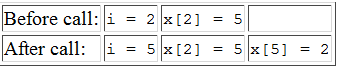 Before call: i = 2 x[2] = 5
After call: i = 5 x[2] = 5 x[5] = 2